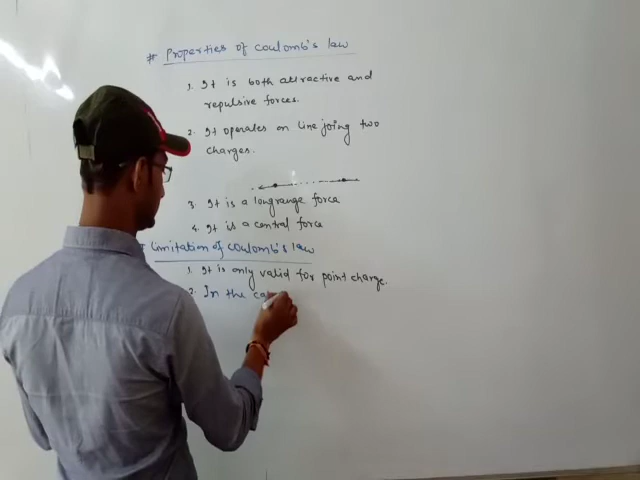 # Properties of Coulomb's law
1. It is both attractive and
repulsive forces.
2. It operates on line joing two
charges.
3. It is a longrange force
4. It is a central force
Limitation of Coulomb's law
1. It is only valid for point charge.
2. In the ca